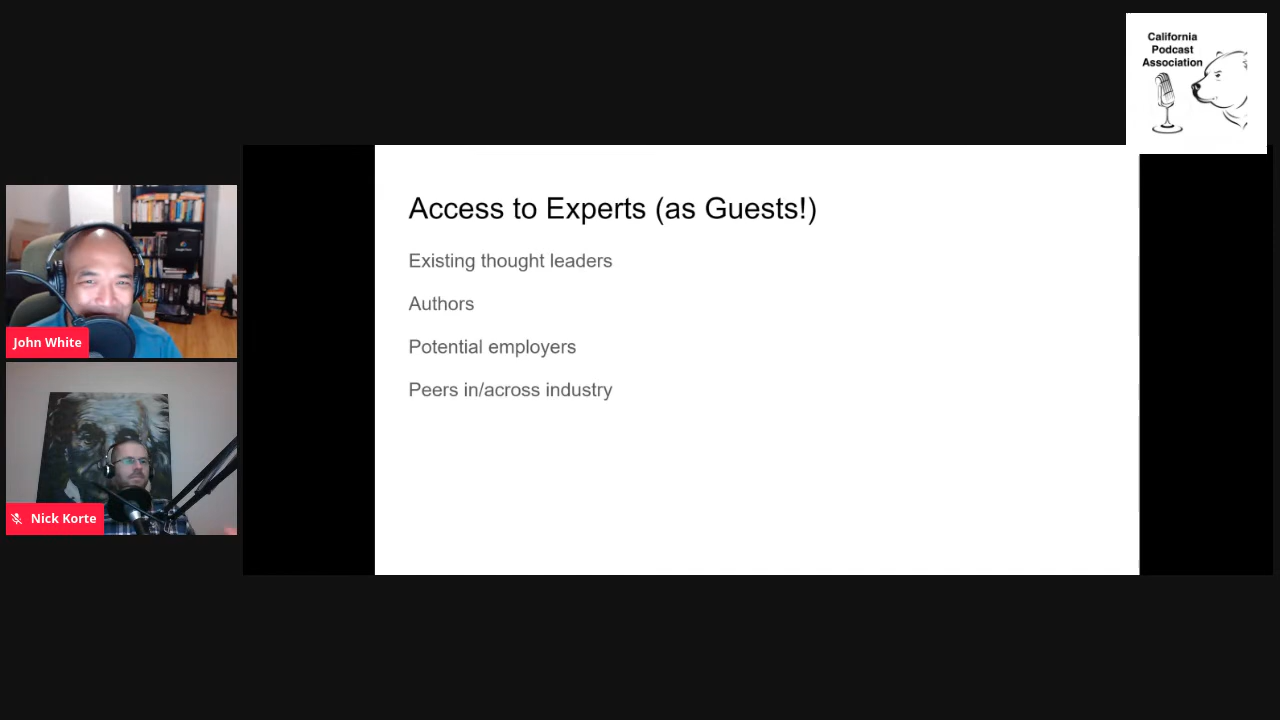 California
Podcast
Association
Access to Experts (as Guests!)
Existing thought leaders
Authors
Potential employers
Peers in/across industry
John White
Nick Korte